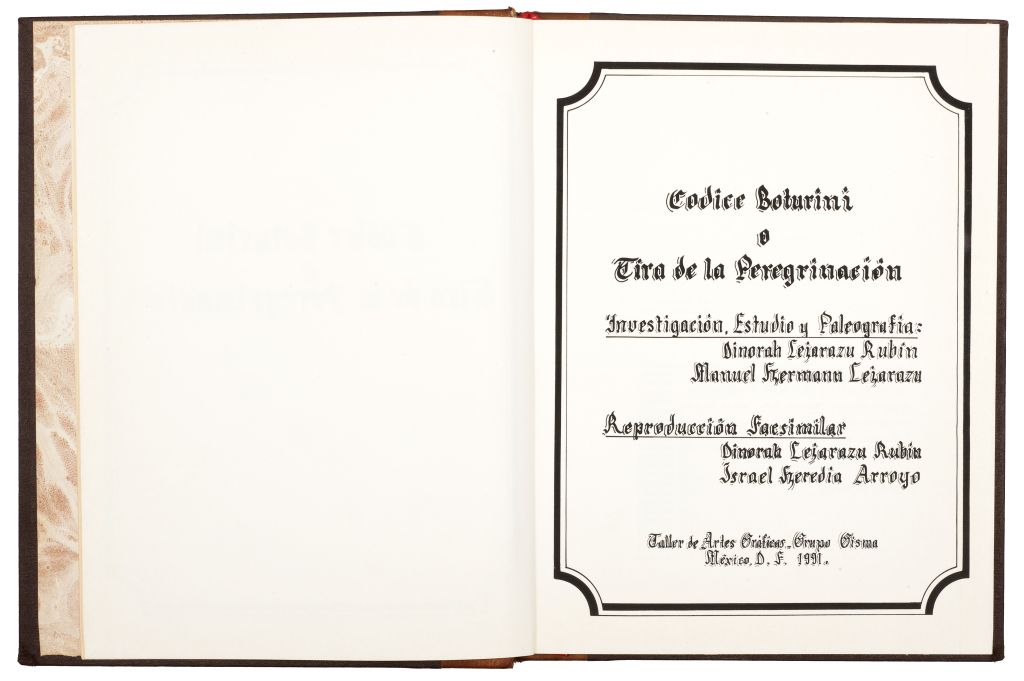 Codice Boturini
o
Tira de la Peregrinación
Investigación, Estudio y Paleografía:
Dinorah Lejarazu Rubín
Manuel Hermann Lejarazu
Reproducción Facsimilar
Dinorah Lejarazu Rubín
Israel Heredia Arroyo
Taller de Artes Gráficas, Grupo Gisma
México, D. F. 1991.